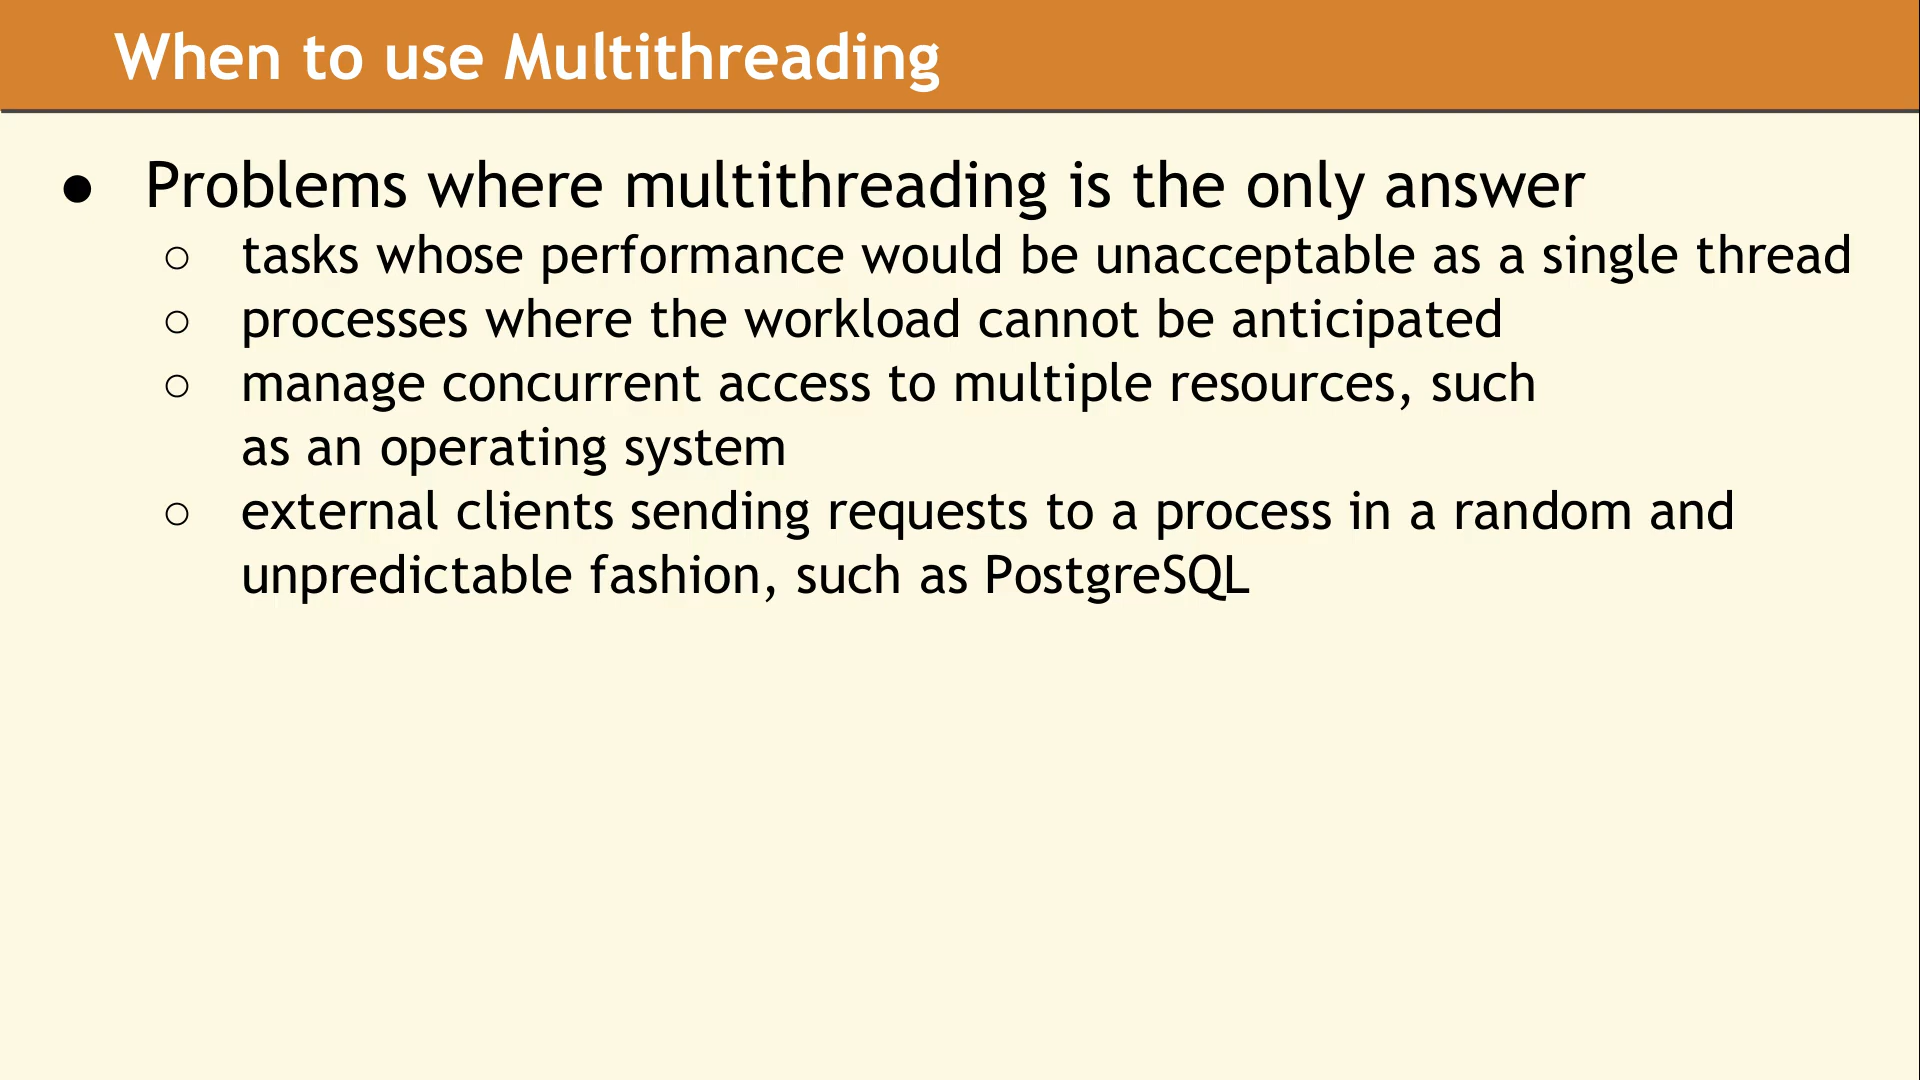 When to use Multithreading
● Problems where multithreading is the only answer
○ tasks whose performance would be unacceptable as a single thread
○ processes where the workload cannot be anticipated
○ manage concurrent access to multiple resources, such
as an operating system
○ external clients sending requests to a process in a random and
unpredictable fashion, such as PostgreSQL